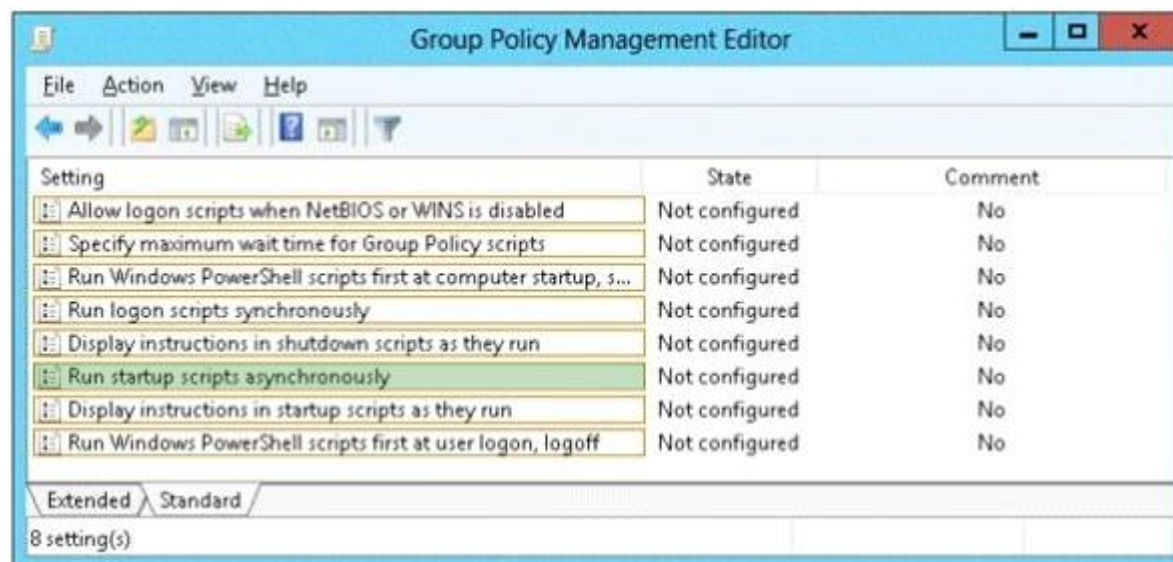 Group Policy Management Editor
File Action View Help
Setting State Comment
Allow logon scripts when NetBIOS or WINS is disabled Not configured No
Specify maximum wait time for Group Policy scripts Not configured No
Run Windows PowerShell scripts first at computer startup, s... Not configured No
Run logon scripts synchronously Not configured No
Display instructions in shutdown scripts as they run Not configured No
Run startup scripts asynchronously Not configured No
Display instructions in startup scripts as they run Not configured No
Run Windows PowerShell scripts first at user logon, logoff Not configured No
Extended Standard
8 setting(s)